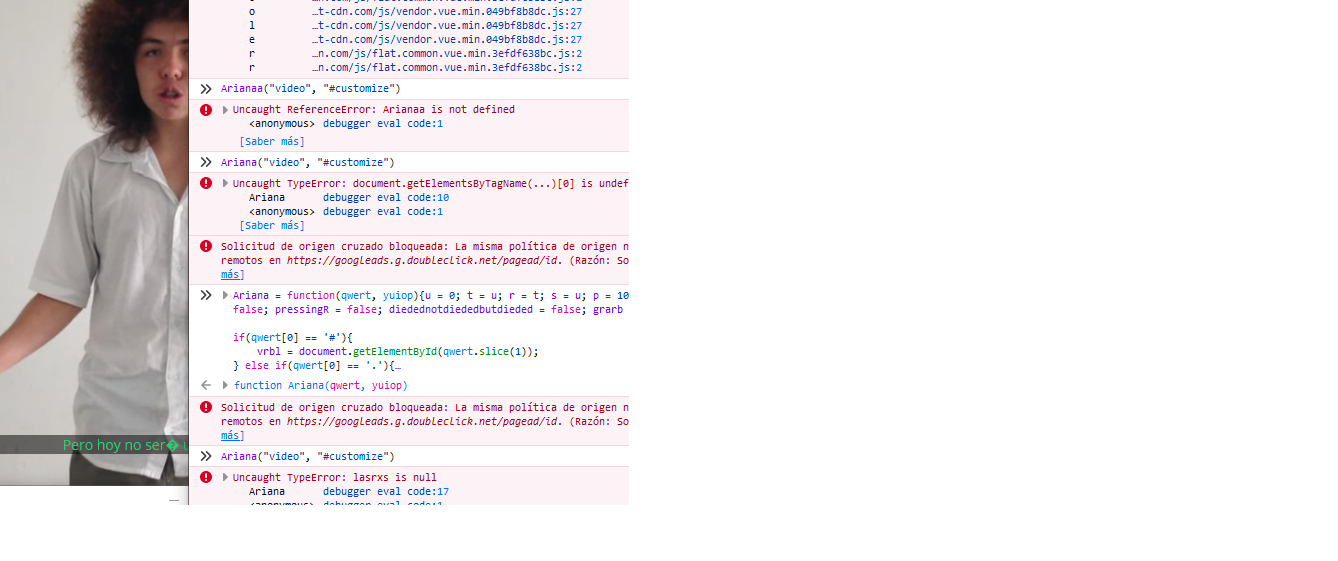 o …t-cdn.com/js/vendor.vue.min.049bf8b8dc.js:27
l …t-cdn.com/js/vendor.vue.min.049bf8b8dc.js:27
e …t-cdn.com/js/vendor.vue.min.049bf8b8dc.js:27
r …n.com/js/flat.common.vue.min.3efdf638bc.js:2
r …n.com/js/flat.common.vue.min.3efdf638bc.js:2
Arianaa("video", "#customize")
Uncaught ReferenceError: Arianaa is not defined
<anonymous> debugger eval code:1
[Saber más]
Ariana("video", "#customize")
Uncaught TypeError: document.getElementsByTagName(...)[0] is undef
Ariana debugger eval code:10
<anonymous> debugger eval code:1
[Saber más]
Solicitud de origen cruzado bloqueada: La misma política de origen n
remotos en https://googleads.g.doubleclick.net/pagead/id. (Razón: So
más]
Ariana = function(qwert, yuiop){u = 0; t = u; r = t; s = u; p = 10
false; pressingR = false; diedednotdiededbutdieded = false; grarb
if(qwert[0] == '#'){
vrbl = document.getElementById(qwert.slice(1));
} else if(qwert[0] == '.'){…
function Ariana(qwert, yuiop)
Solicitud de origen cruzado bloqueada: La misma política de origen n
remotos en https://googleads.g.doubleclick.net/pagead/id. (Razón: So
más]
Ariana("video", "#customize")
Uncaught TypeError: lasrxs is null
Ariana debugger eval code:17
<anonymous> debugger eval code:1
Pero hoy no ser� u